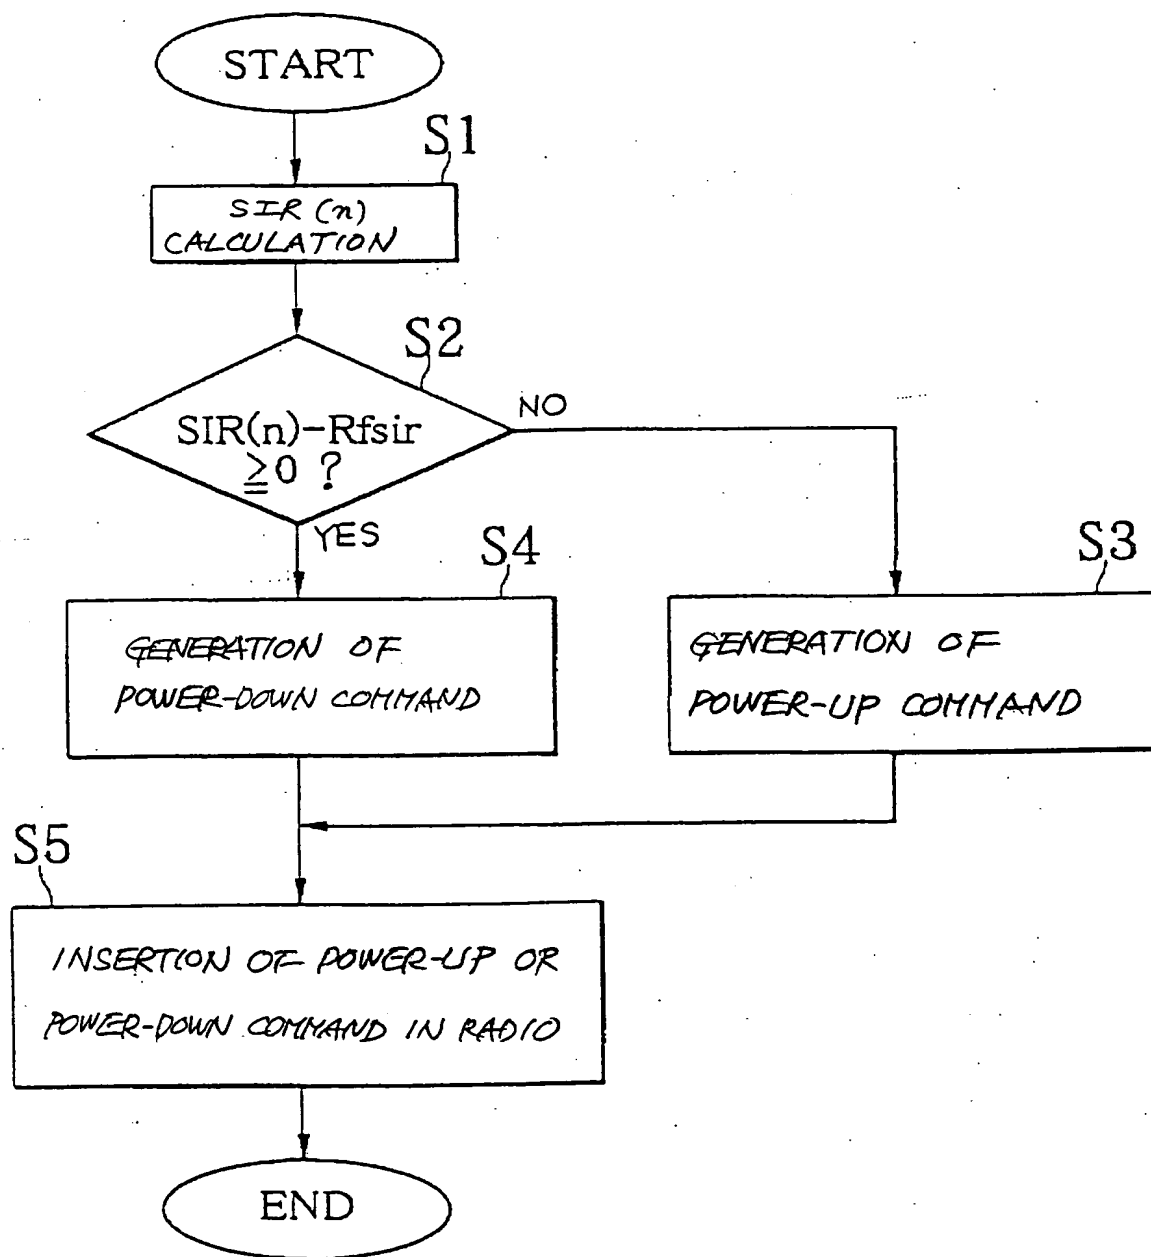 START
S1
SIR(n)
CALCULATION
S2
SIR(n)-Rfsir
≧0 ?
NO
YES
S4
GENERATION OF
POWER-DOWN COMMAND
S3
GENERATION OF
POWER-UP COMMAND
S5
INSERTION OF POWER-UP OR
POWER-DOWN COMMAND IN RADIO
END